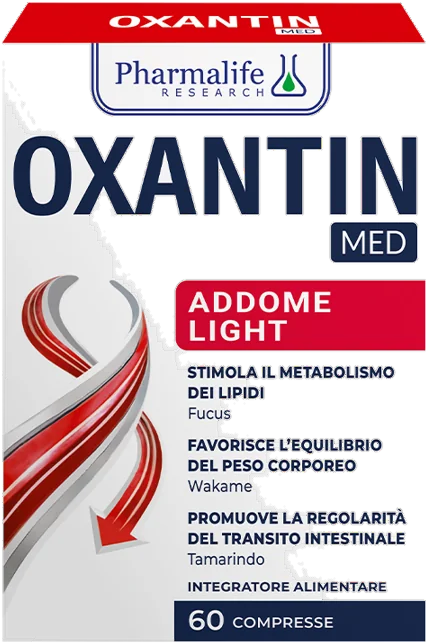 OXANTIN
MED
Pharmalife
RESEARCH
OXANTIN
MED
ADDOME
LIGHT
STIMOLA IL METABOLISMO
DEI LIPIDI
Fucus
FAVORISCE L'EQUILIBRIO
DEL PESO CORPOREO
Wakame
PROMUOVE LA REGOLARITÀ
DEL TRANSITO INTESTINALE
Tamarindo
INTEGRATORE ALIMENTARE
60 COMPRESSE